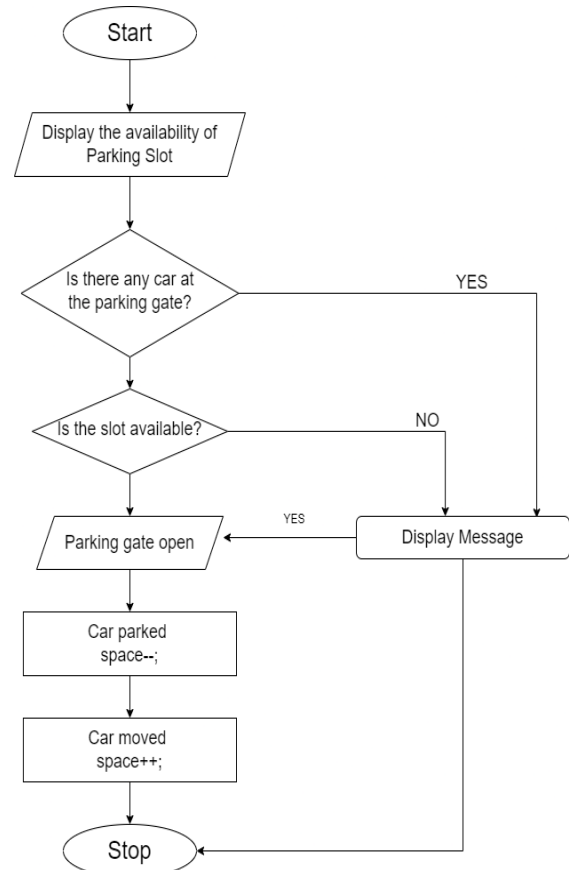 Start
Display the availability of
Parking Slot
Is there any car at
the parking gate?
YES
Is the slot available?
NO
Parking gate open
YES
Display Message
Car parked
space--;
Car moved
space++;
Stop